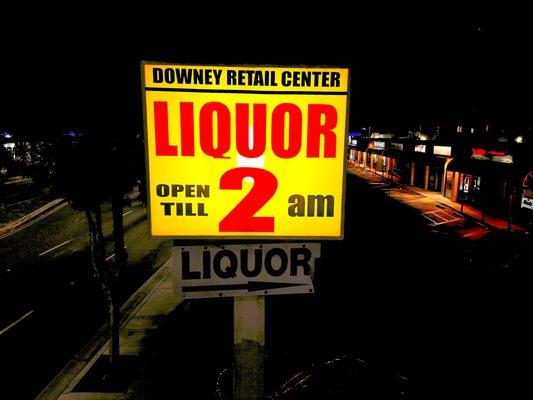 DOWNEY RETAIL CENTER
LIQUOR
OPEN
TILL
2 am
LIQUOR